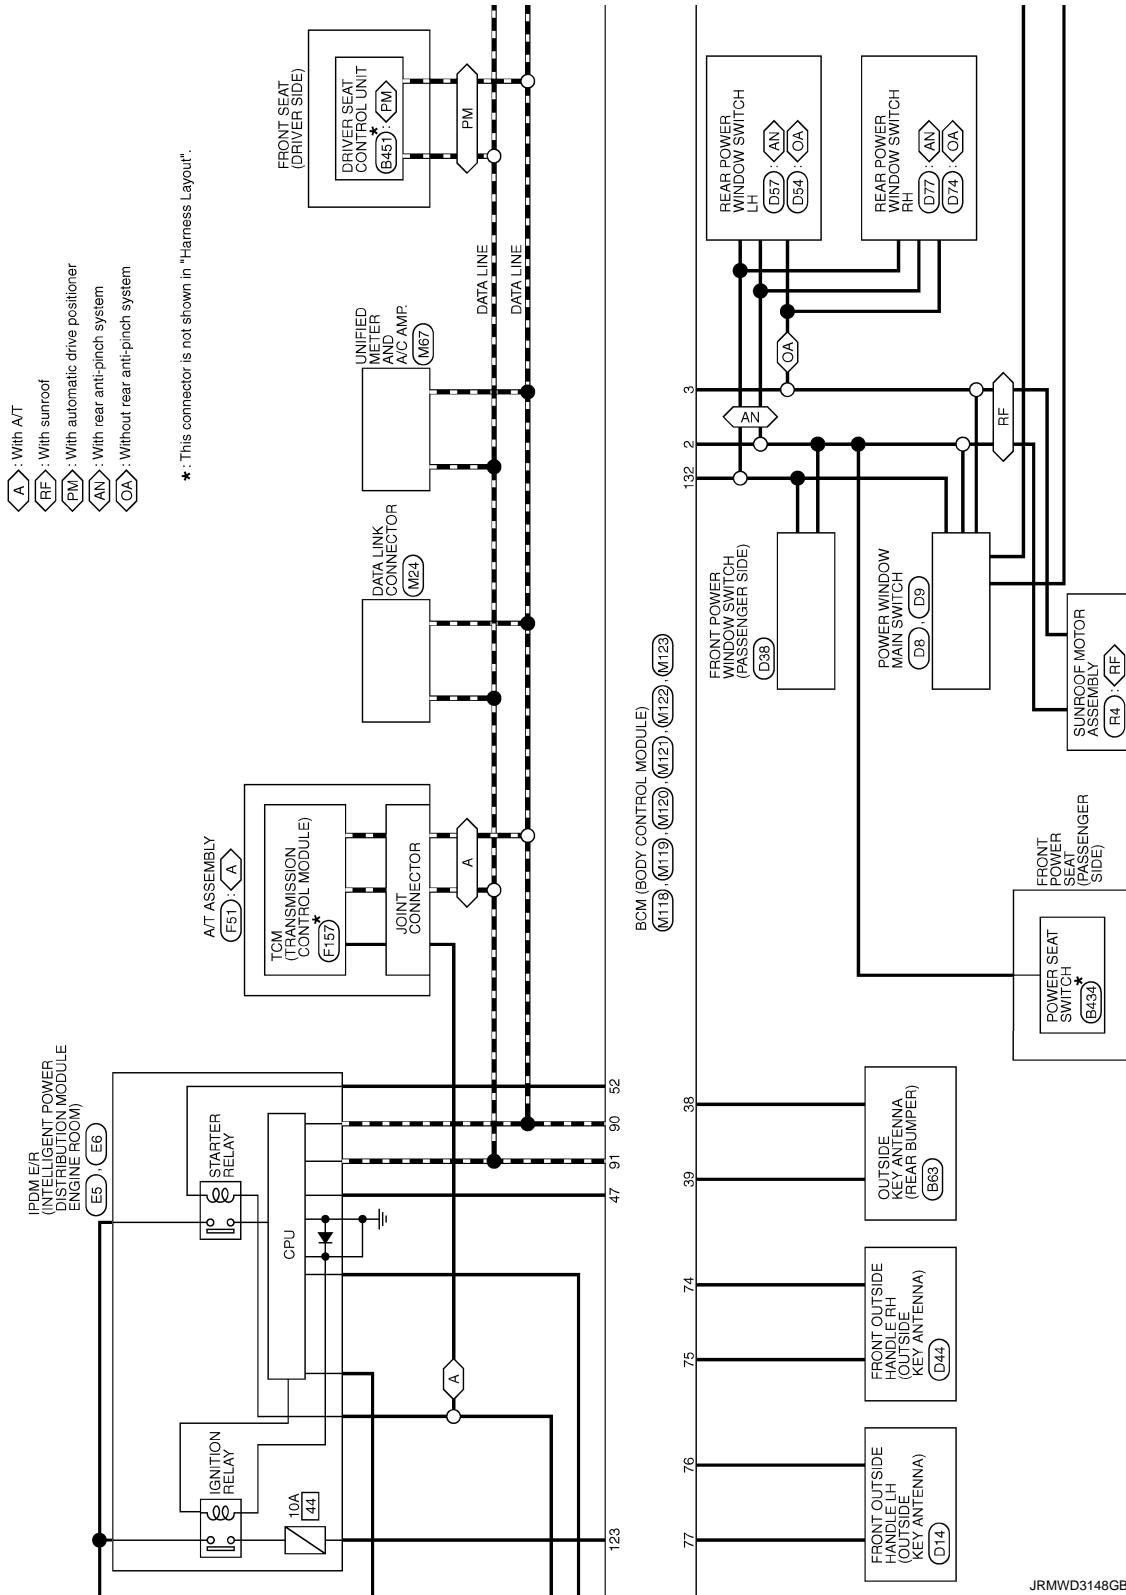 A : With A/T
RF : With sunroof
PM : With automatic drive positioner
AN : With rear anti-pinch system
OA : Without rear anti-pinch system
* : This connector is not shown in "Harness Layout".
IPDM E/R
(INTELLIGENT POWER
DISTRIBUTION MODULE
ENGINE ROOM)
E5 , E6
IGNITION
RELAY
10A
44
STARTER
RELAY
CPU
A
A/T ASSEMBLY
F51 : A
TCM
(TRANSMISSION
CONTROL MODULE)
*
F157
JOINT
CONNECTOR
A
DATA LINK
CONNECTOR
M24
UNIFIED
METER
AND
A/C AMP.
M67
DATA LINE
DATA LINE
FRONT SEAT
(DRIVER SIDE)
DRIVER SEAT
CONTROL UNIT
*
B451 : PM
PM
123
47
91
90
52
BCM (BODY CONTROL MODULE)
M118 , M119 , M120 , M121 , M122 , M123
77
76
75
74
39
38
132
2
3
FRONT OUTSIDE
HANDLE LH
(OUTSIDE
KEY ANTENNA)
D14
FRONT OUTSIDE
HANDLE RH
(OUTSIDE
KEY ANTENNA)
D44
OUTSIDE
KEY ANTENNA
(REAR BUMPER)
B63
FRONT
POWER
SEAT
(PASSENGER
SIDE)
POWER SEAT
SWITCH
*
B434
FRONT POWER
WINDOW SWITCH
(PASSENGER SIDE)
D38
POWER WINDOW
MAIN SWITCH
D8 , D9
SUNROOF MOTOR
ASSEMBLY
R4 : RF
AN
OA
RF
REAR POWER
WINDOW SWITCH
LH
D57 : AN
D54 : OA
REAR POWER
WINDOW SWITCH
RH
D77 : AN
D74 : OA
JRMWD3148GB